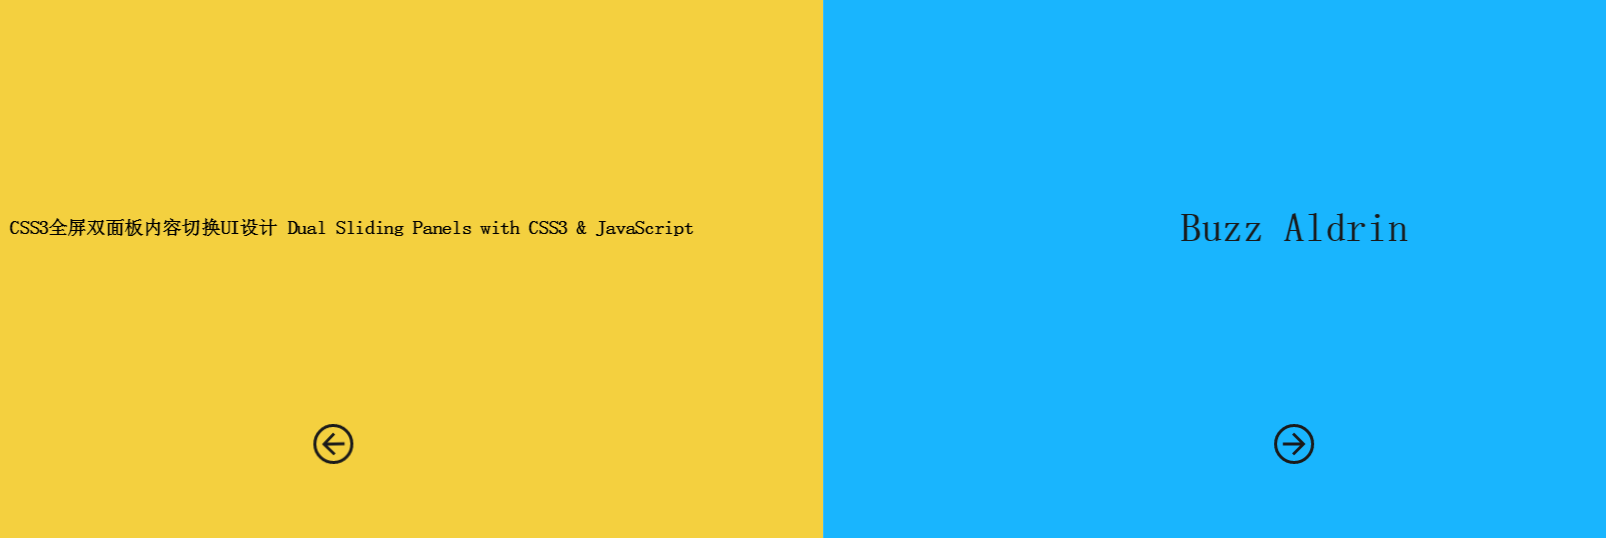 CSS3全屏双面板内容切换UI设计 Dual Sliding Panels with CSS3 & JavaScript
Buzz Aldrin